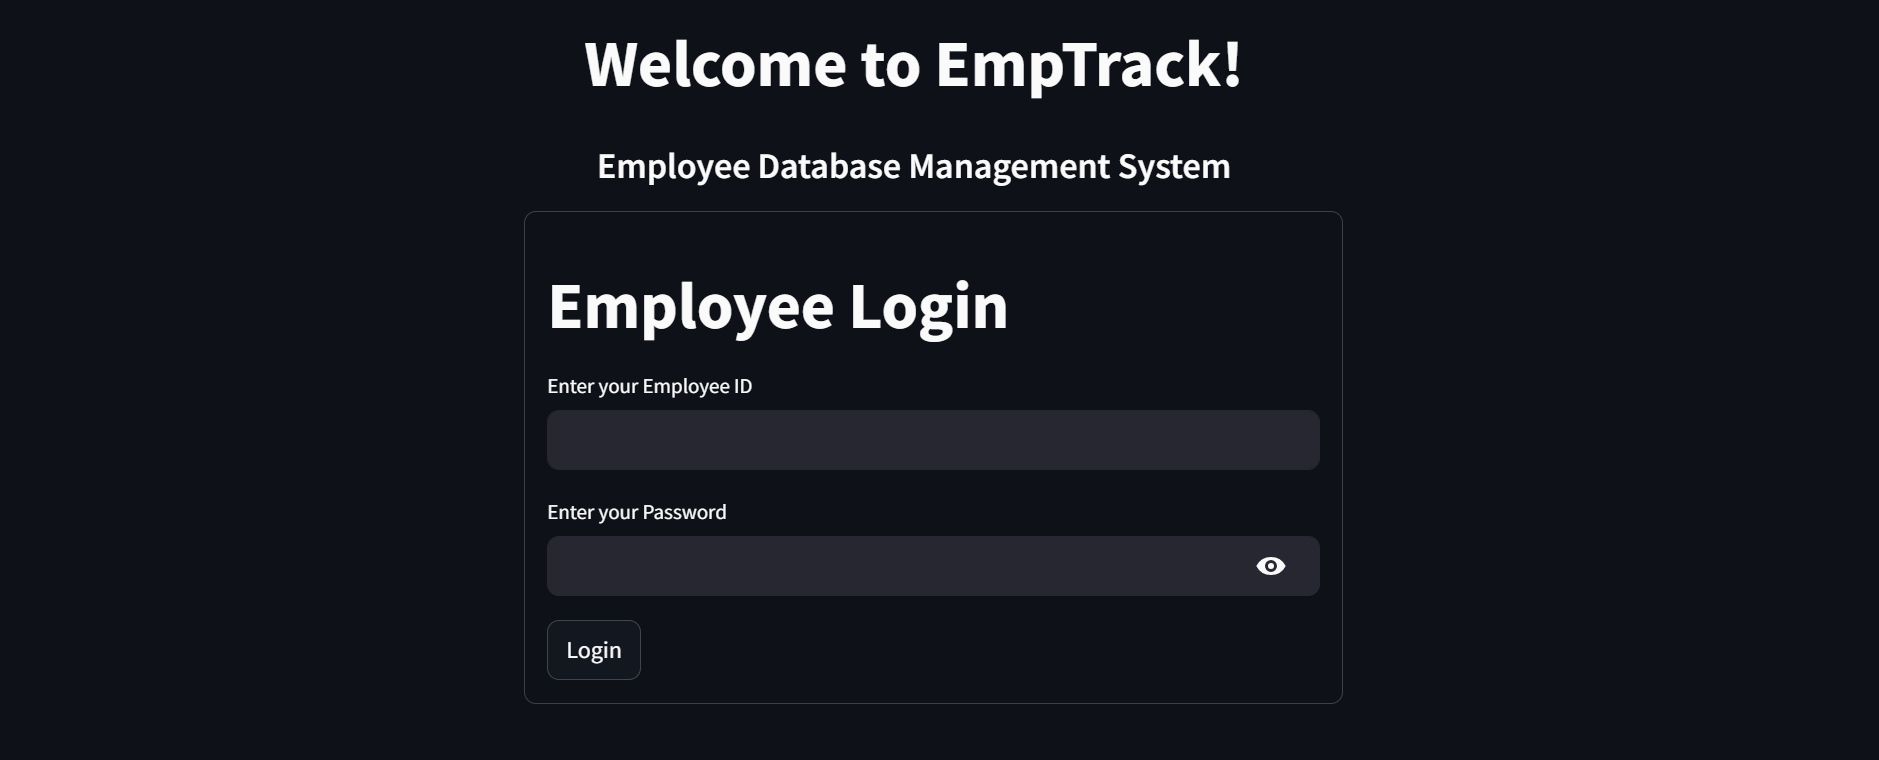 Welcome to EmpTrack!
Employee Database Management System
Employee Login
Enter your Employee ID
Enter your Password
Login